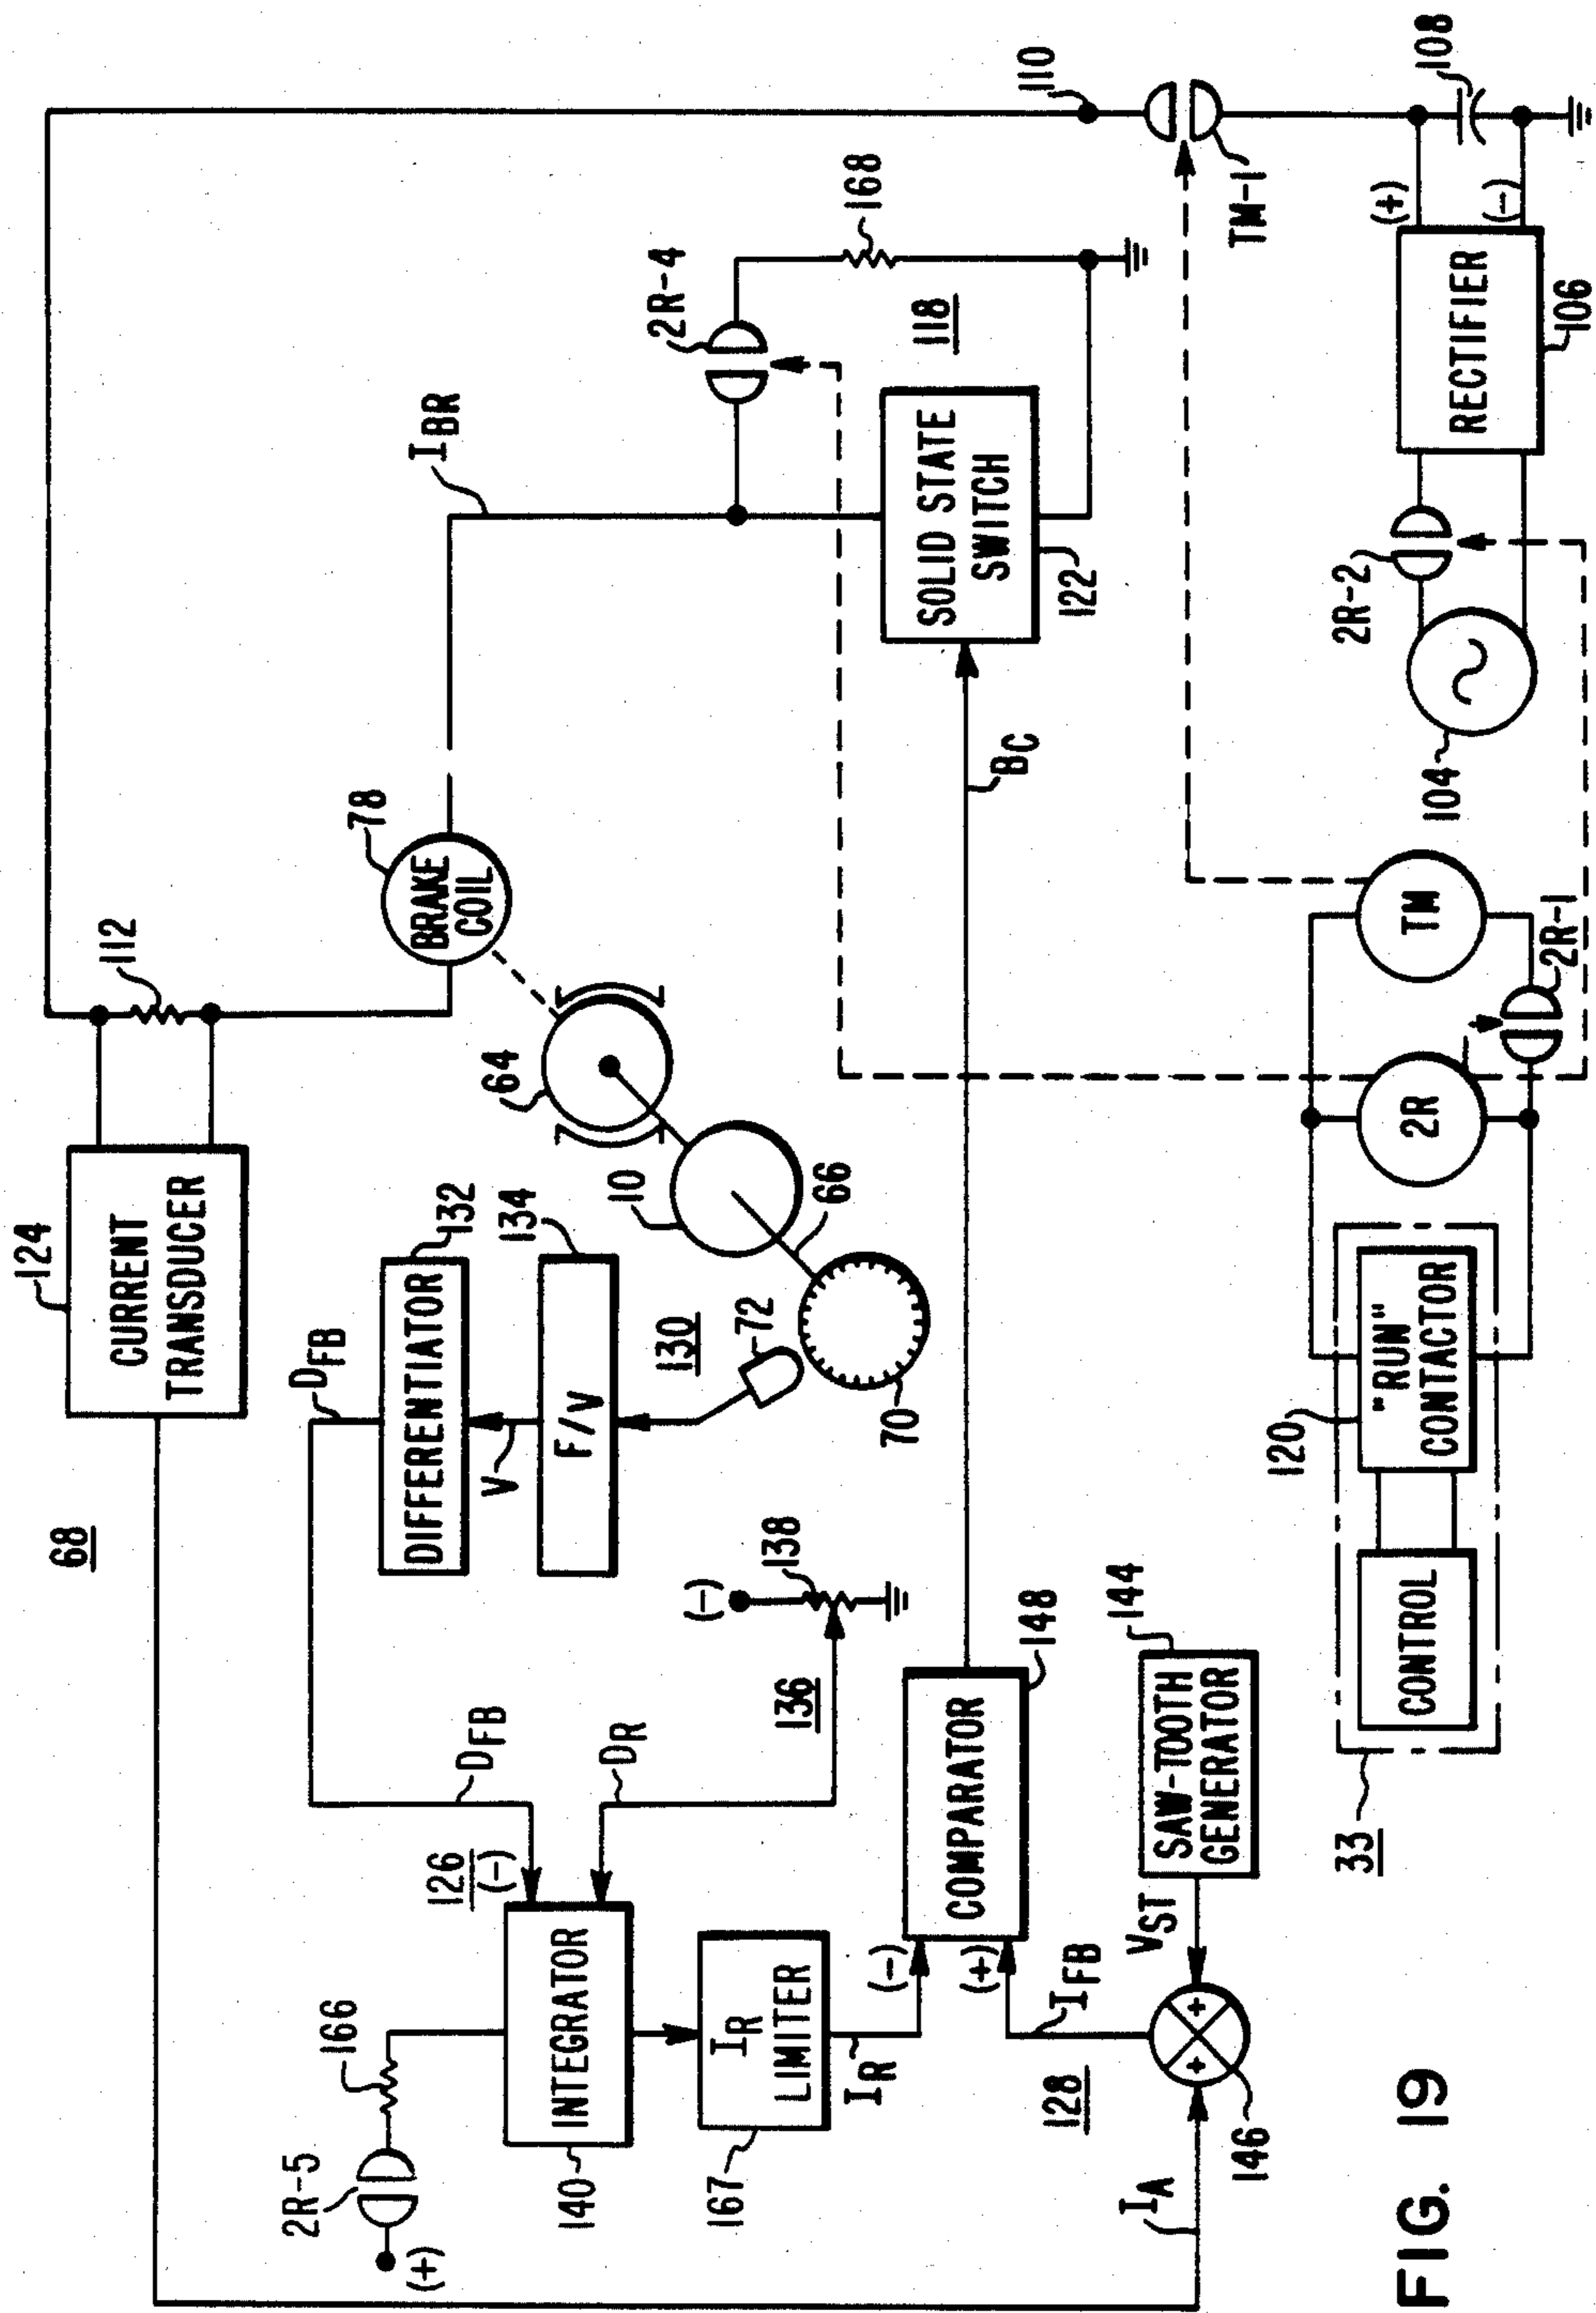 68
124
CURRENT
TRANSDUCER
112
78
BRAKE
COIL
I BR
2R-4
168
118
110
TM-1
2R-5
(+)
166
126
(-)
DFB
DFB
DIFFERENTIATOR
132
V
F/V
134
130
72
70
10
66
64
INTEGRATOR
140
DR
136
138
(-)
IR
LIMITER
167
IR
(-)
(+)
COMPARATOR
148
BC
SOLID STATE
SWITCH
122
128
IFB
IA
146
+
+
VST
SAW-TOOTH
GENERATOR
144
33
CONTROL
120
"RUN"
CONTACTOR
2R
TM
2R-1
104
2R-2
RECTIFIER
106
(+)
(-)
108
FIG. 19